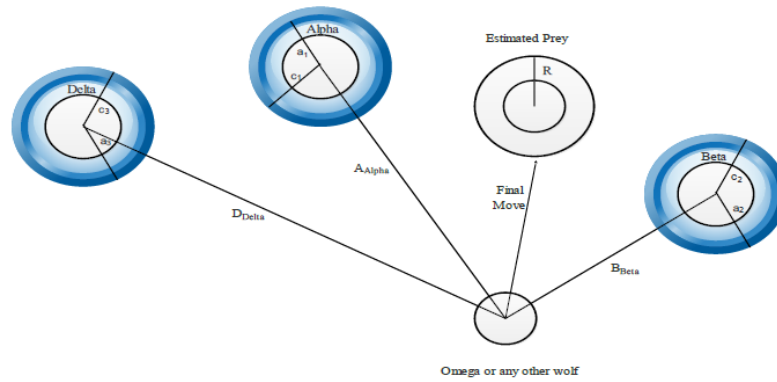 Alpha
a1
c1
Estimated Prey
R
Delta
c3
a3
Beta
c2
a2
AAlpha
Final
Move
DDelta
BBeta
Omega or any other wolf